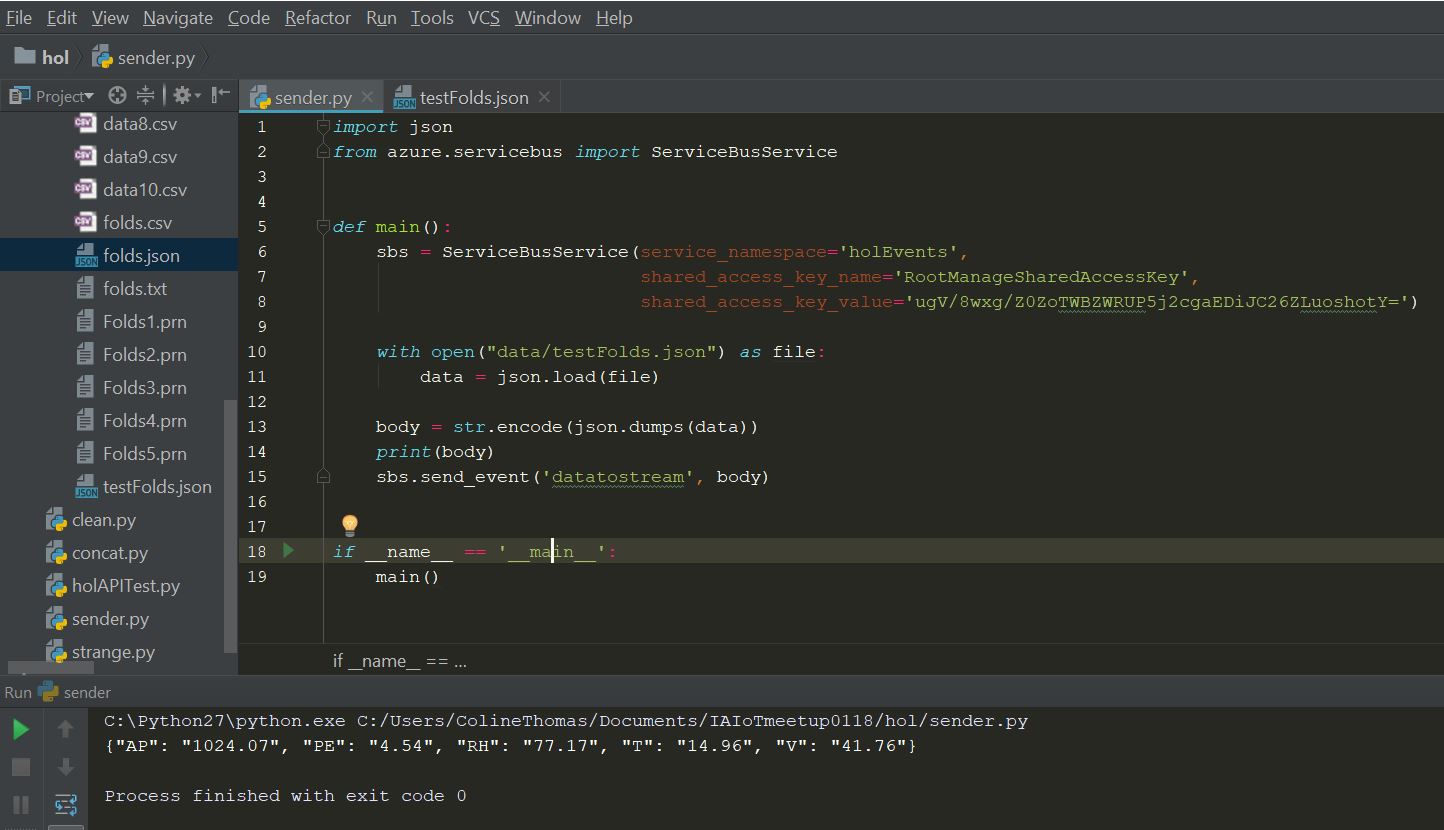 File Edit View Navigate Code Refactor Run Tools VCS Window Help
hol sender.py
Project
sender.py testFolds.json
data8.csv
data9.csv
data10.csv
folds.csv
folds.json
folds.txt
Folds1.prn
Folds2.prn
Folds3.prn
Folds4.prn
Folds5.prn
testFolds.json
clean.py
concat.py
holAPITest.py
sender.py
strange.py
1 import json
2 from azure.servicebus import ServiceBusService
3
4
5 def main():
6 sbs = ServiceBusService(service_namespace='holEvents',
7 shared_access_key_name='RootManageSharedAccessKey',
8 shared_access_key_value='ugV/8wxg/Z0ZoTWBZWRUP5j2cgaEDiJC26ZLuoshotY=')
9
10 with open("data/testFolds.json") as file:
11 data = json.load(file)
12
13 body = str.encode(json.dumps(data))
14 print(body)
15 sbs.send_event('datatostream', body)
16
17
18 if __name__ == '__main__':
19 main()
if __name__ == ...
Run sender
C:\Python27\python.exe C:/Users/ColineThomas/Documents/IAIoTmeetup0118/hol/sender.py
{"AP": "1024.07", "PE": "4.54", "RH": "77.17", "T": "14.96", "V": "41.76"}
Process finished with exit code 0